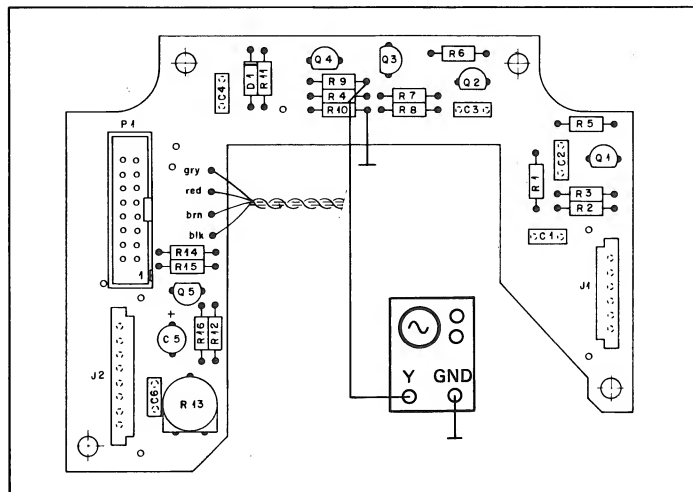 Q4
Q3
R6
D1
R11
C4
R9
R4
R10
R7
R8
Q2
C3
P1
gry
red
brn
blk
R5
C2
Q1
R1
R3
R2
C1
J1
R14
R15
1
Q5
+
C5
R16
R12
J2
C6
R13
Y GND